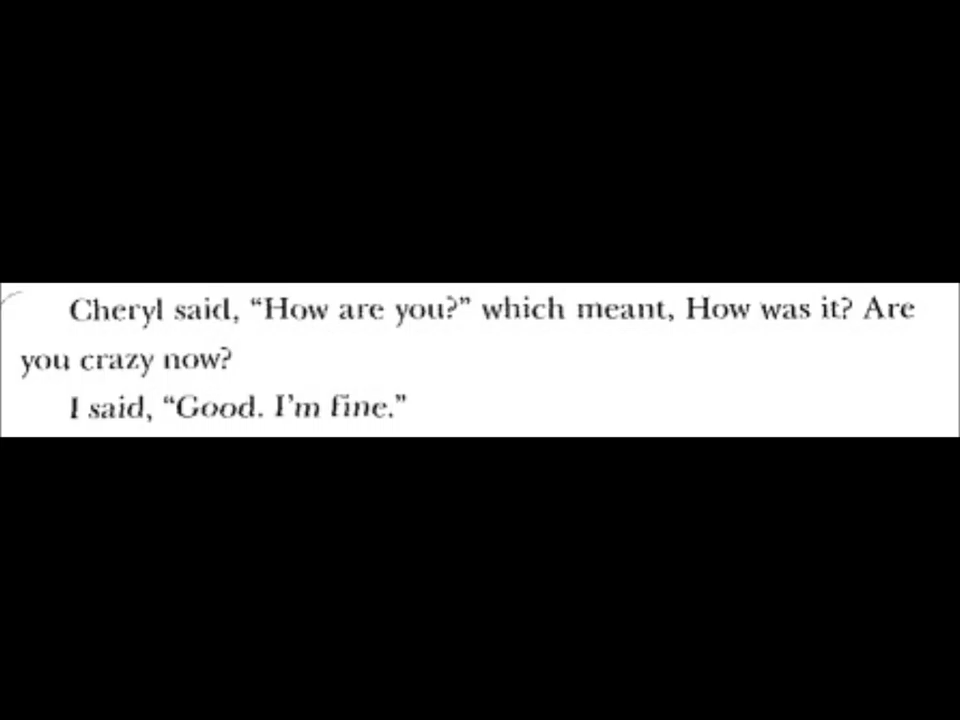 Cheryl said, “How are you?” which meant, How was it? Are
you crazy now?
I said, “Good. I’m fine.”